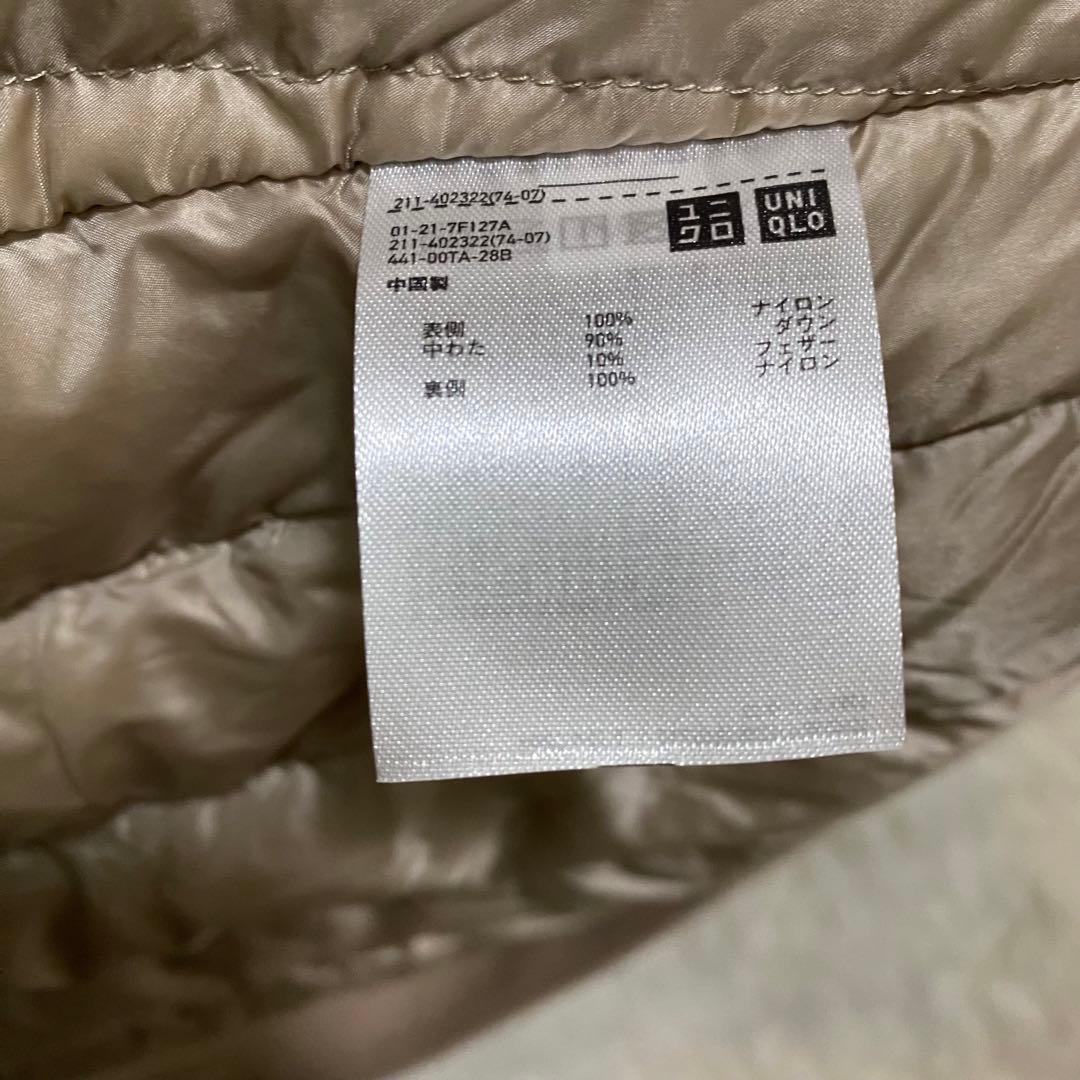 211-402322(74-07)
ユニクロ UNIQLO
01-21-7F127A
211-402322(74-07)
441-00TA-28B
中国製
表側 100% ナイロン
中わた 90% ダウン
10% フェザー
裏側 100% ナイロン